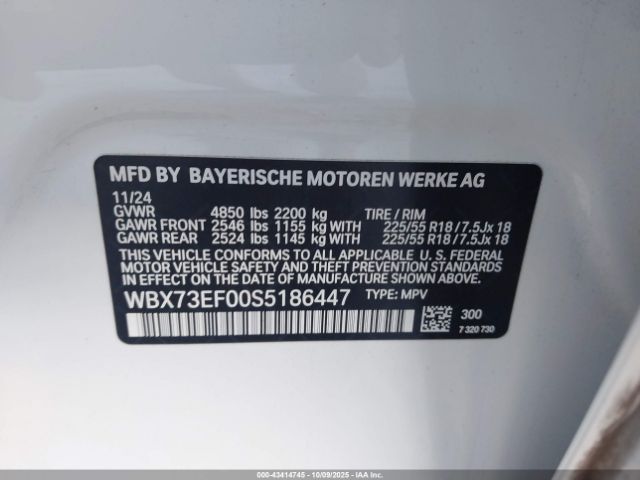 MFD BY BAYERISCHE MOTOREN WERKE AG
11/24
GVWR 4850 lbs 2200 kg TIRE / RIM
GAWR FRONT 2546 lbs 1155 kg WITH 225/55 R18 / 7.5Jx 18
GAWR REAR 2524 lbs 1145 kg WITH 225/55 R18 / 7.5Jx 18
THIS VEHICLE CONFORMS TO ALL APPLICABLE U. S. FEDERAL
MOTOR VEHICLE SAFETY AND THEFT PREVENTION STANDARDS
IN EFFECT ON THE DATE OF MANUFACTURE SHOWN ABOVE.
WBX73EF00S5186447 TYPE: MPV
300
7 320 730
000-43414745 - 10/09/2025 - IAAI.COM